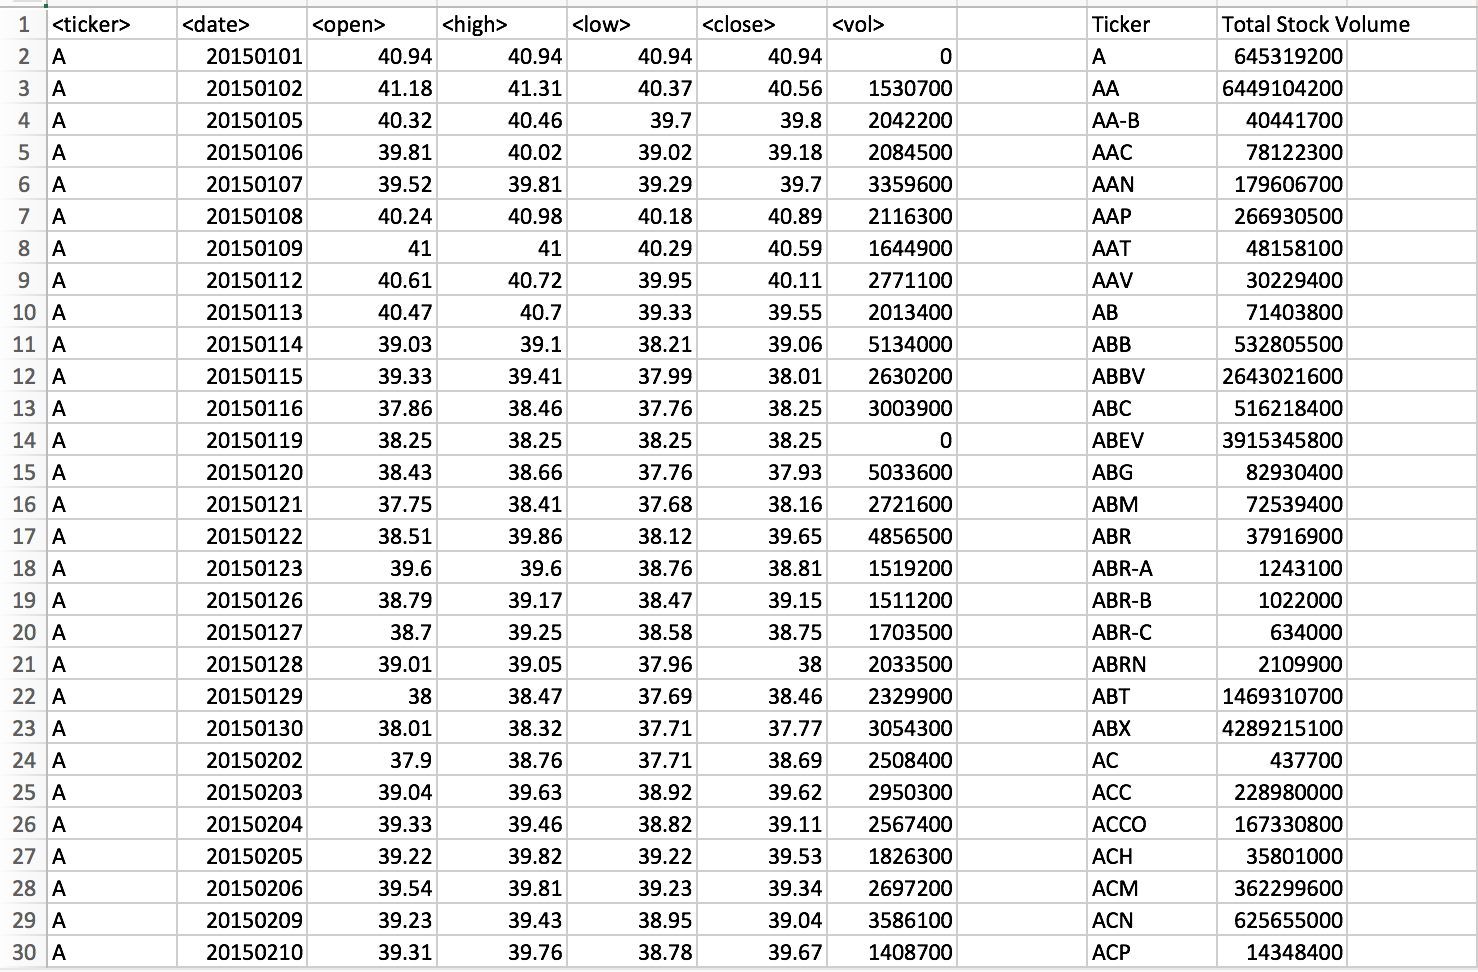 1 <ticker> <date> <open> <high> <low> <close> <vol> Ticker Total Stock Volume
2 A 20150101 40.94 40.94 40.94 40.94 0 A 645319200
3 A 20150102 41.18 41.31 40.37 40.56 1530700 AA 6449104200
4 A 20150105 40.32 40.46 39.7 39.8 2042200 AA-B 40441700
5 A 20150106 39.81 40.02 39.02 39.18 2084500 AAC 78122300
6 A 20150107 39.52 39.81 39.29 39.7 3359600 AAN 179606700
7 A 20150108 40.24 40.98 40.18 40.89 2116300 AAP 266930500
8 A 20150109 41 41 40.29 40.59 1644900 AAT 48158100
9 A 20150112 40.61 40.72 39.95 40.11 2771100 AAV 30229400
10 A 20150113 40.47 40.7 39.33 39.55 2013400 AB 71403800
11 A 20150114 39.03 39.1 38.21 39.06 5134000 ABB 532805500
12 A 20150115 39.33 39.41 37.99 38.01 2630200 ABBV 2643021600
13 A 20150116 37.86 38.46 37.76 38.25 3003900 ABC 516218400
14 A 20150119 38.25 38.25 38.25 38.25 0 ABEV 3915345800
15 A 20150120 38.43 38.66 37.76 37.93 5033600 ABG 82930400
16 A 20150121 37.75 38.41 37.68 38.16 2721600 ABM 72539400
17 A 20150122 38.51 39.86 38.12 39.65 4856500 ABR 37916900
18 A 20150123 39.6 39.6 38.76 38.81 1519200 ABR-A 1243100
19 A 20150126 38.79 39.17 38.47 39.15 1511200 ABR-B 1022000
20 A 20150127 38.7 39.25 38.58 38.75 1703500 ABR-C 634000
21 A 20150128 39.01 39.05 37.96 38 2033500 ABRN 2109900
22 A 20150129 38 38.47 37.69 38.46 2329900 ABT 1469310700
23 A 20150130 38.01 38.32 37.71 37.77 3054300 ABX 4289215100
24 A 20150202 37.9 38.76 37.71 38.69 2508400 AC 437700
25 A 20150203 39.04 39.63 38.92 39.62 2950300 ACC 228980000
26 A 20150204 39.33 39.46 38.82 39.11 2567400 ACCO 167330800
27 A 20150205 39.22 39.82 39.22 39.53 1826300 ACH 35801000
28 A 20150206 39.54 39.81 39.23 39.34 2697200 ACM 362299600
29 A 20150209 39.23 39.43 38.95 39.04 3586100 ACN 625655000
30 A 20150210 39.31 39.76 38.78 39.67 1408700 ACP 14348400